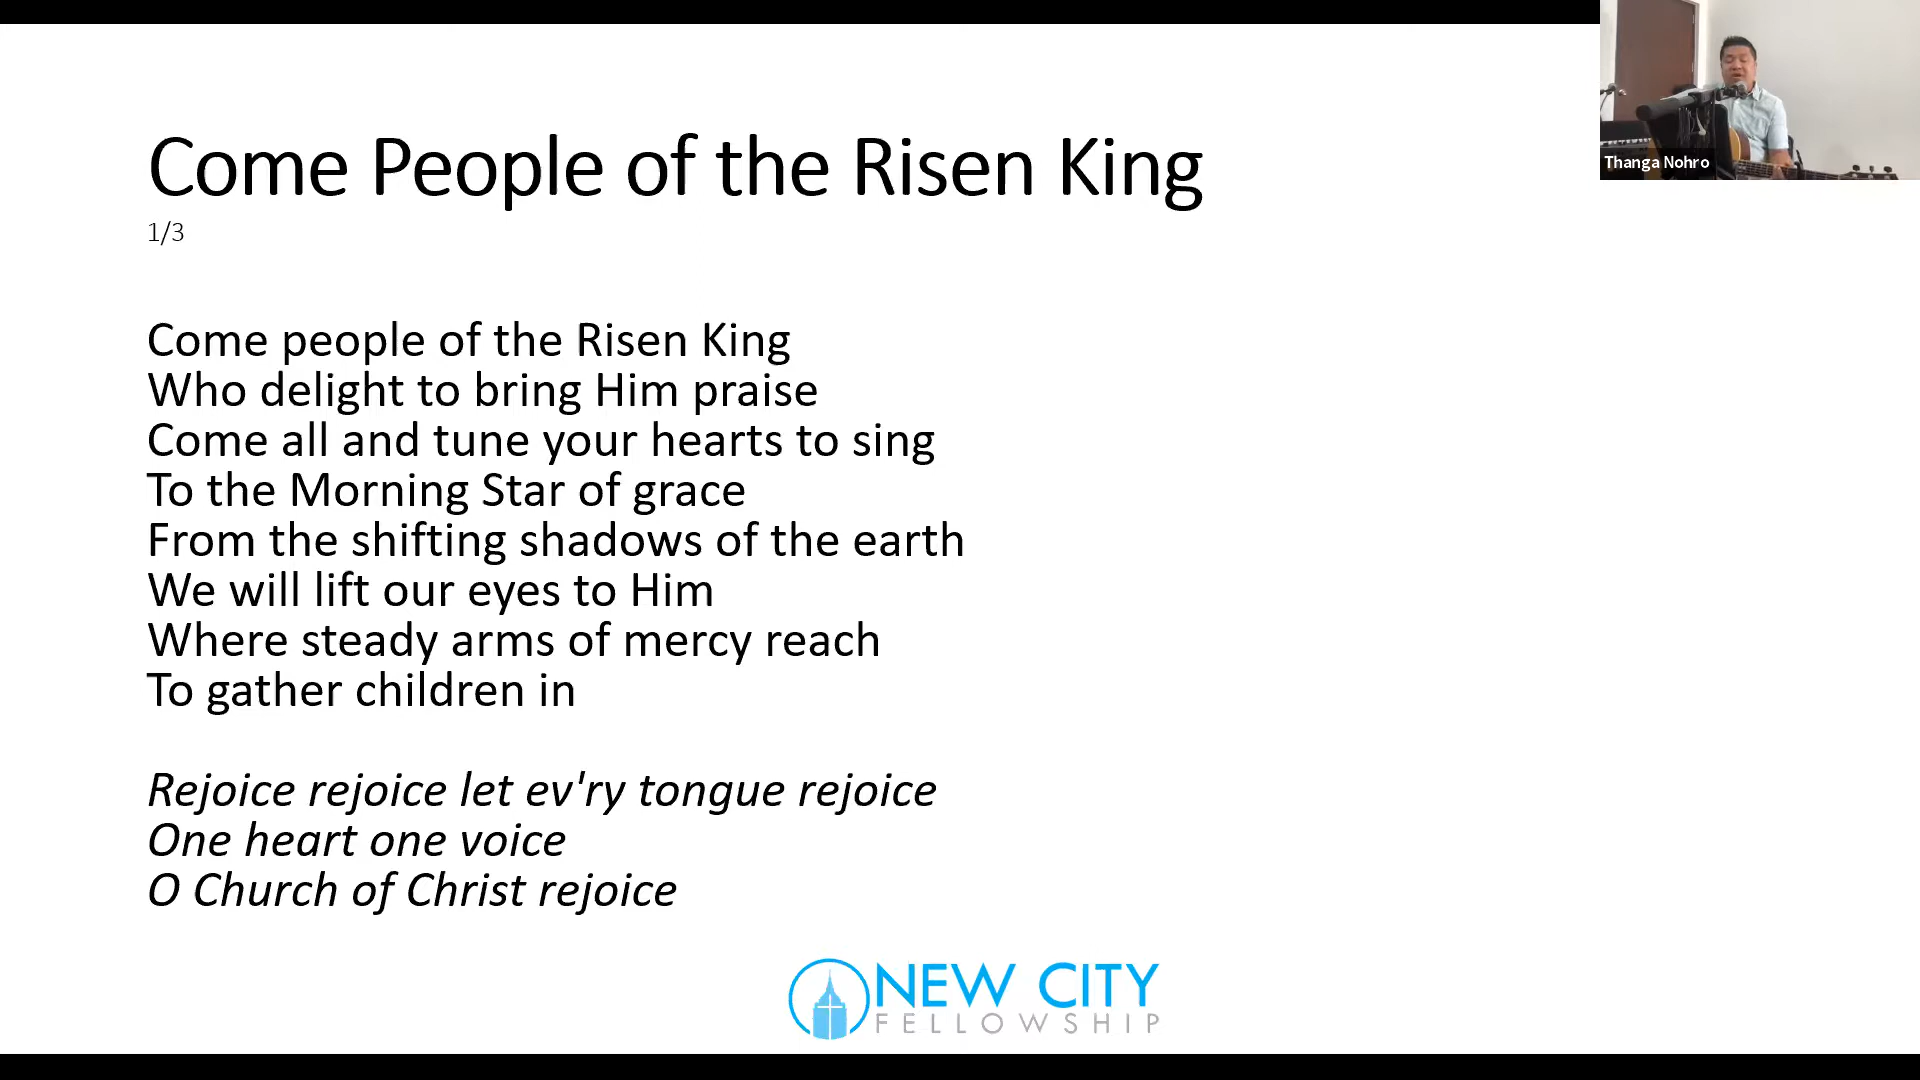 Come People of the Risen King
1/3
Come people of the Risen King
Who delight to bring Him praise
Come all and tune your hearts to sing
To the Morning Star of grace
From the shifting shadows of the earth
We will lift our eyes to Him
Where steady arms of mercy reach
To gather children in
Rejoice rejoice let ev'ry tongue rejoice
One heart one voice
O Church of Christ rejoice
NEW CITY
FELLOWSHIP
Thanga Nohro